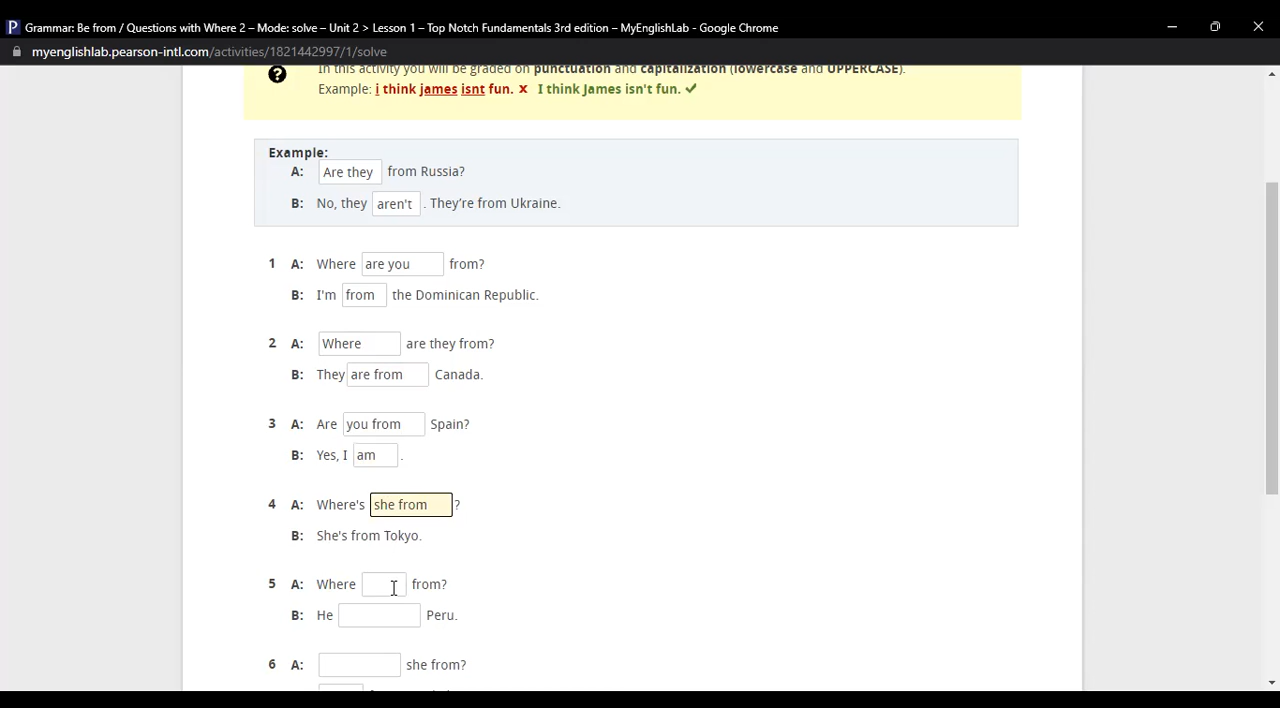 Grammar: Be from / Questions with Where 2 – Mode: solve – Unit 2 > Lesson 1 – Top Notch Fundamentals 3rd edition – MyEnglishLab - Google Chrome
myenglishlab.pearson-intl.com/activities/1821442997/1/solve
In this activity you will be graded on punctuation and capitalization (lowercase and UPPERCASE).
Example: i think james isnt fun. ✗ I think James isn't fun. ✓
Example:
A: Are they from Russia?
B: No, they aren't . They’re from Ukraine.
1 A: Where are you from?
B: I'm from the Dominican Republic.
2 A: Where are they from?
B: They are from Canada.
3 A: Are you from Spain?
B: Yes, I am .
4 A: Where's she from ?
B: She's from Tokyo.
5 A: Where from?
B: He Peru.
6 A: she from?